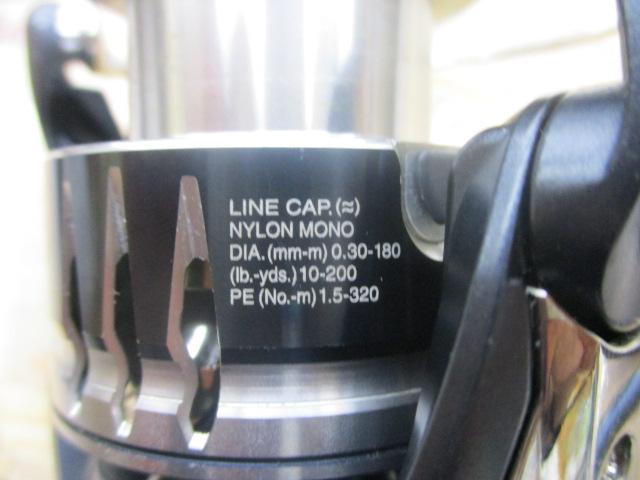 LINE CAP.(≈)
NYLON MONO
DIA.(mm-m) 0.30-180
(lb.-yds.) 10-200
PE (No.-m) 1.5-320